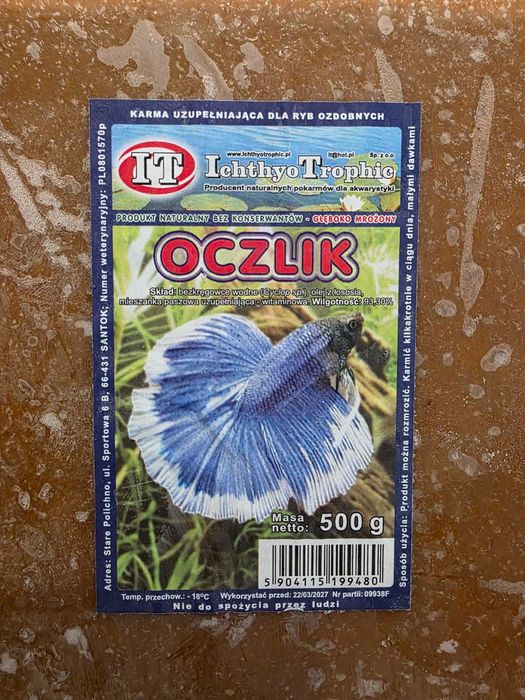 KARMA UZUPEŁNIAJĄCA DLA RYB OZDOBNYCH
IT
www.ichthyotrophic.pl it@hot.pl Sp. z o.o.
IchthyoTrophic
Producent naturalnych pokarmów dla akwarystyki
PRODUKT NATURALNY BEZ KONSERWANTÓW - GŁĘBOKO MROŻONY
OCZLIK
Skład: bezkręgowce wodne (Cyclop sp.), olej z łososia,
mieszanka paszowa uzupełniająca - witaminowa. Wilgotność: 93,30%
Masa
netto: 500 g
5 904115 199480
Temp. przechow.: - 18°C Wykorzystać przed: 22/03/2027 Nr partii: 09938F
Nie do spożycia przez ludzi
Adres: Stare Polichno, ul. Sportowa 6 B, 66-431 SANTOK; Numer weterynaryjny: PL0801570p
Sposób użycia: Produkt można rozmrozić. Karmić kilkakrotnie w ciągu dnia, małymi dawkami